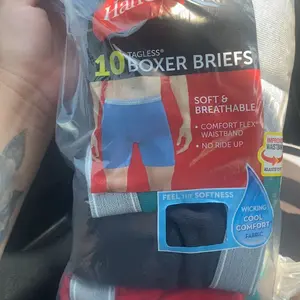 TAGLESS®
10 BOXER BRIEFS
SOFT &
BREATHABLE
• COMFORT FLEX®
WAISTBAND
• NO RIDE UP
FEEL THE SOFTNESS
WICKING
COOL
COMFORT